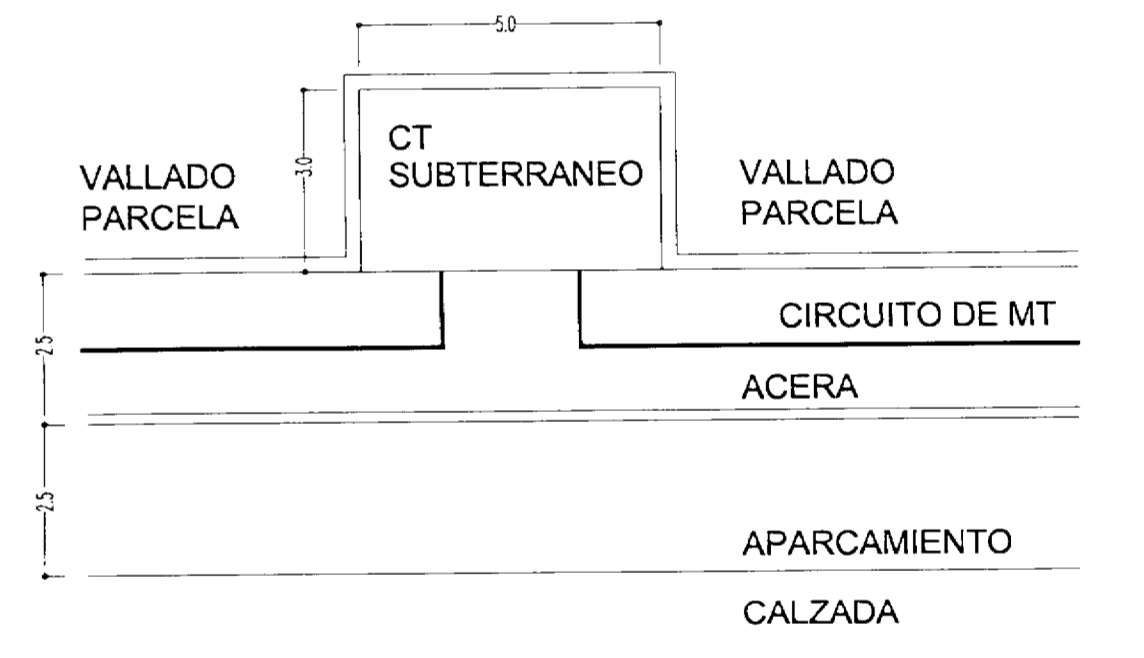 5.0
CT
SUBTERRANEO
3.0
VALLADO
PARCELA
VALLADO
PARCELA
CIRCUITO DE MT
2.5
ACERA
2.5
APARCAMIENTO
CALZADA